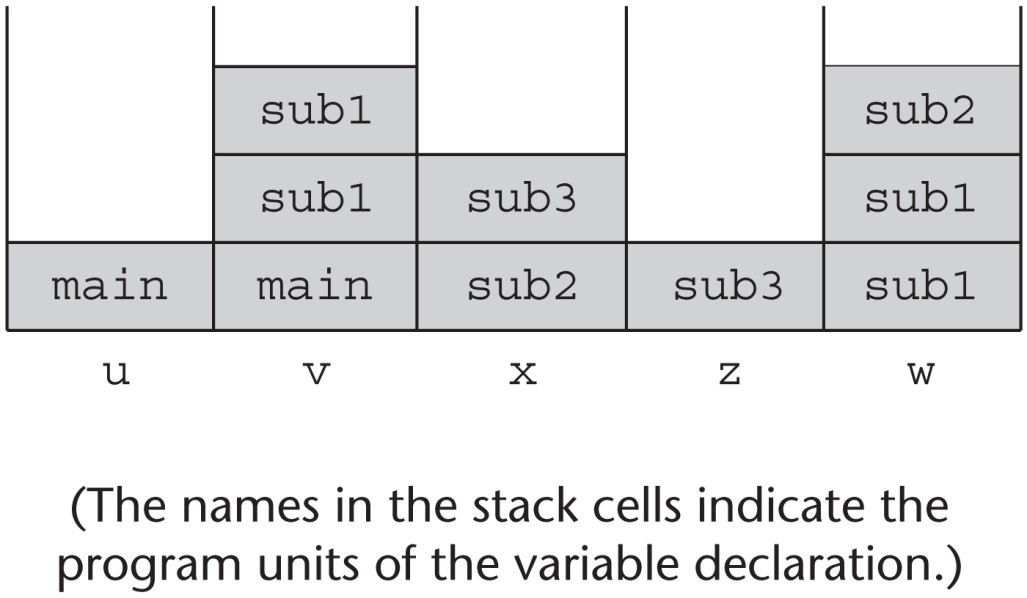 sub1 sub2
sub1 sub3 sub1
main main sub2 sub3 sub1
u v x z w
(The names in the stack cells indicate the
program units of the variable declaration.)